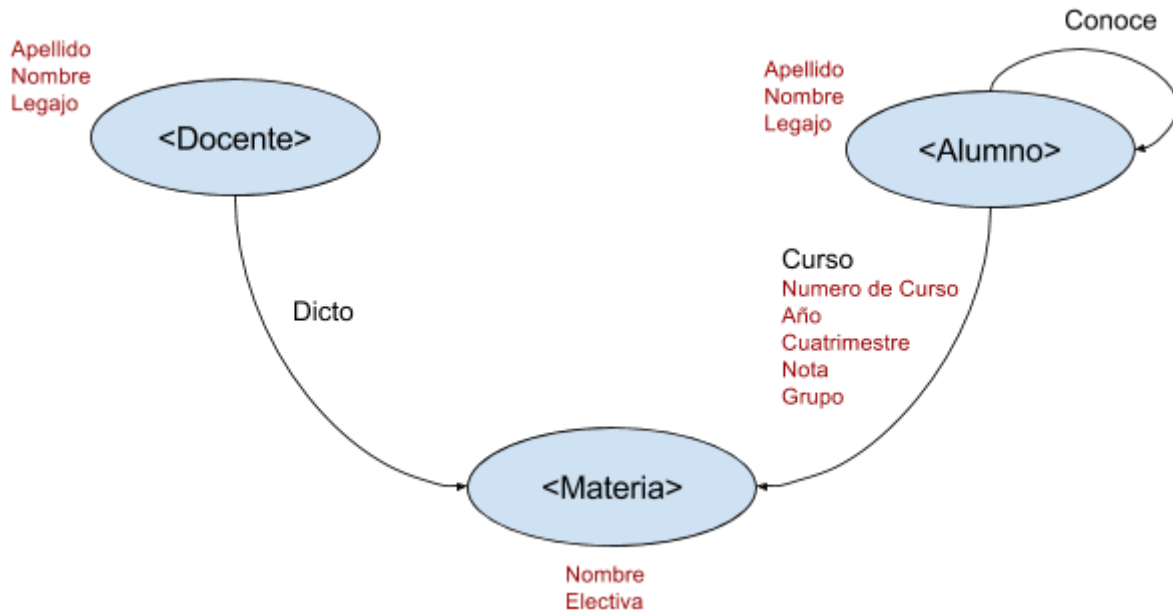 Conoce
Apellido
Nombre
Legajo
<Docente>
Apellido
Nombre
Legajo
<Alumno>
Dicto
Curso
Numero de Curso
Año
Cuatrimestre
Nota
Grupo
<Materia>
Nombre
Electiva